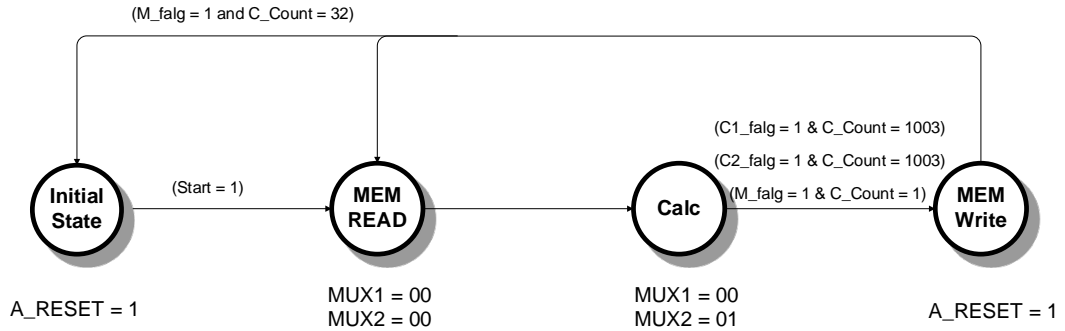 (M_falg = 1 and C_Count = 32)
(C1_falg = 1 & C_Count = 1003)
(C2_falg = 1 & C_Count = 1003)
(Start = 1)
(M_falg = 1 & C_Count = 1)
Initial
State
MEM
READ
Calc
MEM
Write
A_RESET = 1
MUX1 = 00
MUX2 = 00
MUX1 = 00
MUX2 = 01
A_RESET = 1